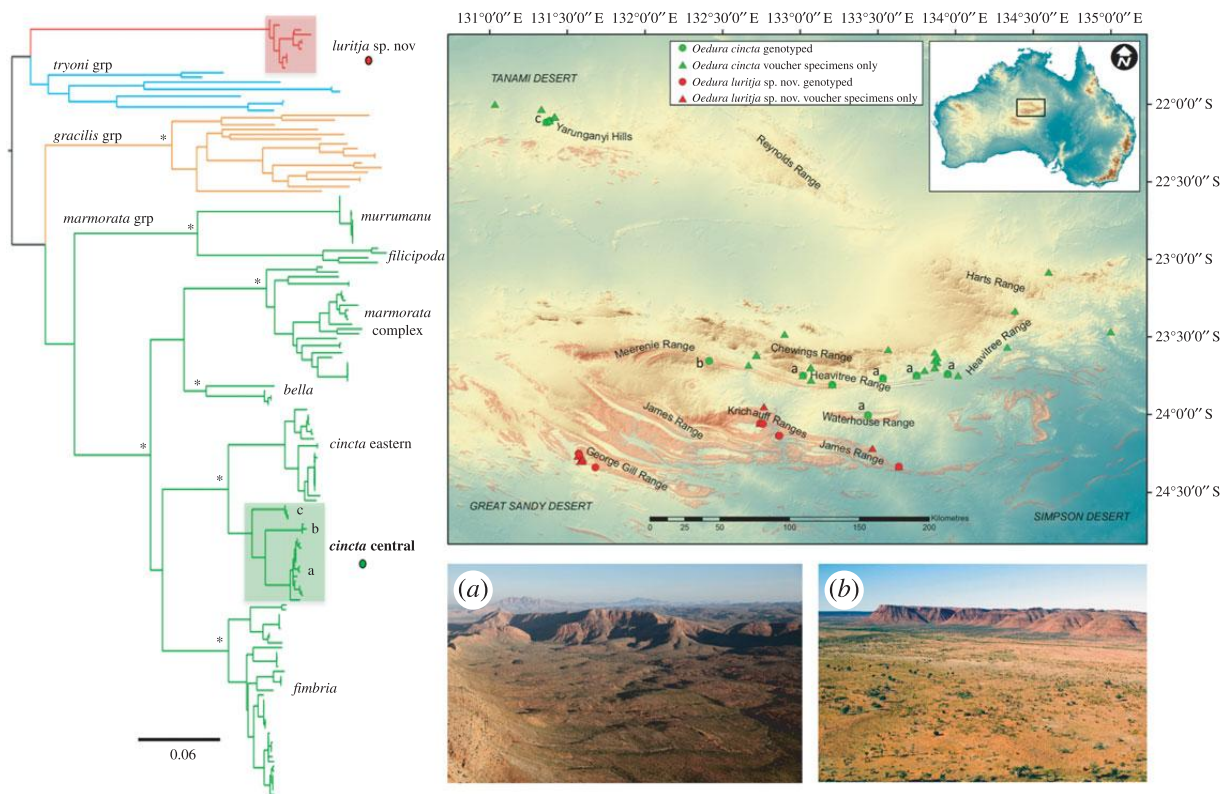 luritja sp. nov
tryoni grp
gracilis grp
*
marmorata grp
*
murrumanu
filicipoda
*
marmorata
complex
*
bella
*
cincta eastern
*
c
b
cincta central
a
*
fimbria
0.06
131°0′0″ E 131°30′0″ E 132°0′0″ E 132°30′0″ E 133°0′0″ E 133°30′0″ E 134°0′0″ E 134°30′0″ E 135°0′0″ E
Oedura cincta genotyped
Oedura cincta voucher specimens only
Oedura luritja sp. nov. genotyped
Oedura luritja sp. nov. voucher specimens only
N
TANAMI DESERT
c
Yarunganyi Hills
Reynolds Range
Harts Range
Meerenie Range
Chewings Range
Heavitree Range
b
a
Heavitree Range
a
a
a
a
Waterhouse Range
James Range
Krichauff Ranges
James Range
George Gill Range
GREAT SANDY DESERT
SIMPSON DESERT
0 25 50 100 150 200
Kilometres
22°0′0″ S
22°30′0″ S
23°0′0″ S
23°30′0″ S
24°0′0″ S
24°30′0″ S
(a)
(b)